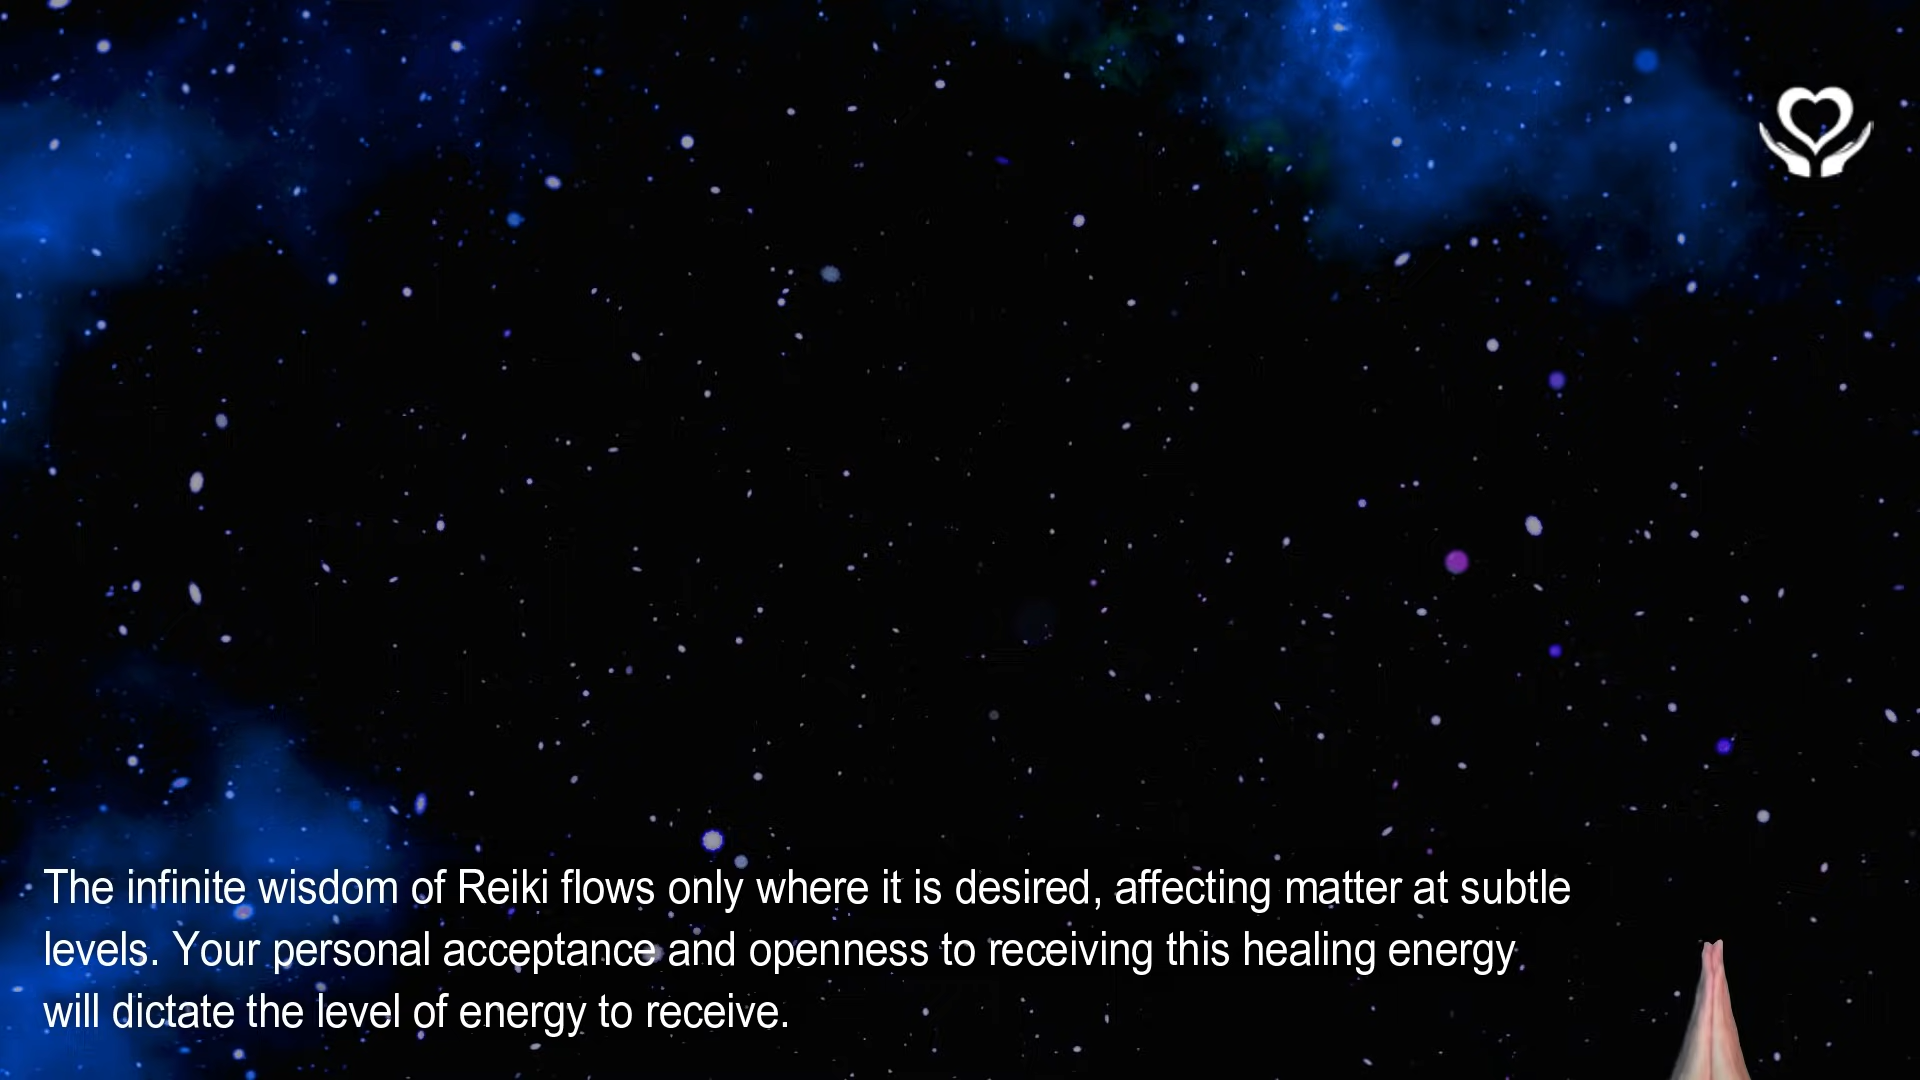 The infinite wisdom of Reiki flows only where it is desired, affecting matter at subtle
levels. Your personal acceptance and openness to receiving this healing energy
will dictate the level of energy to receive.